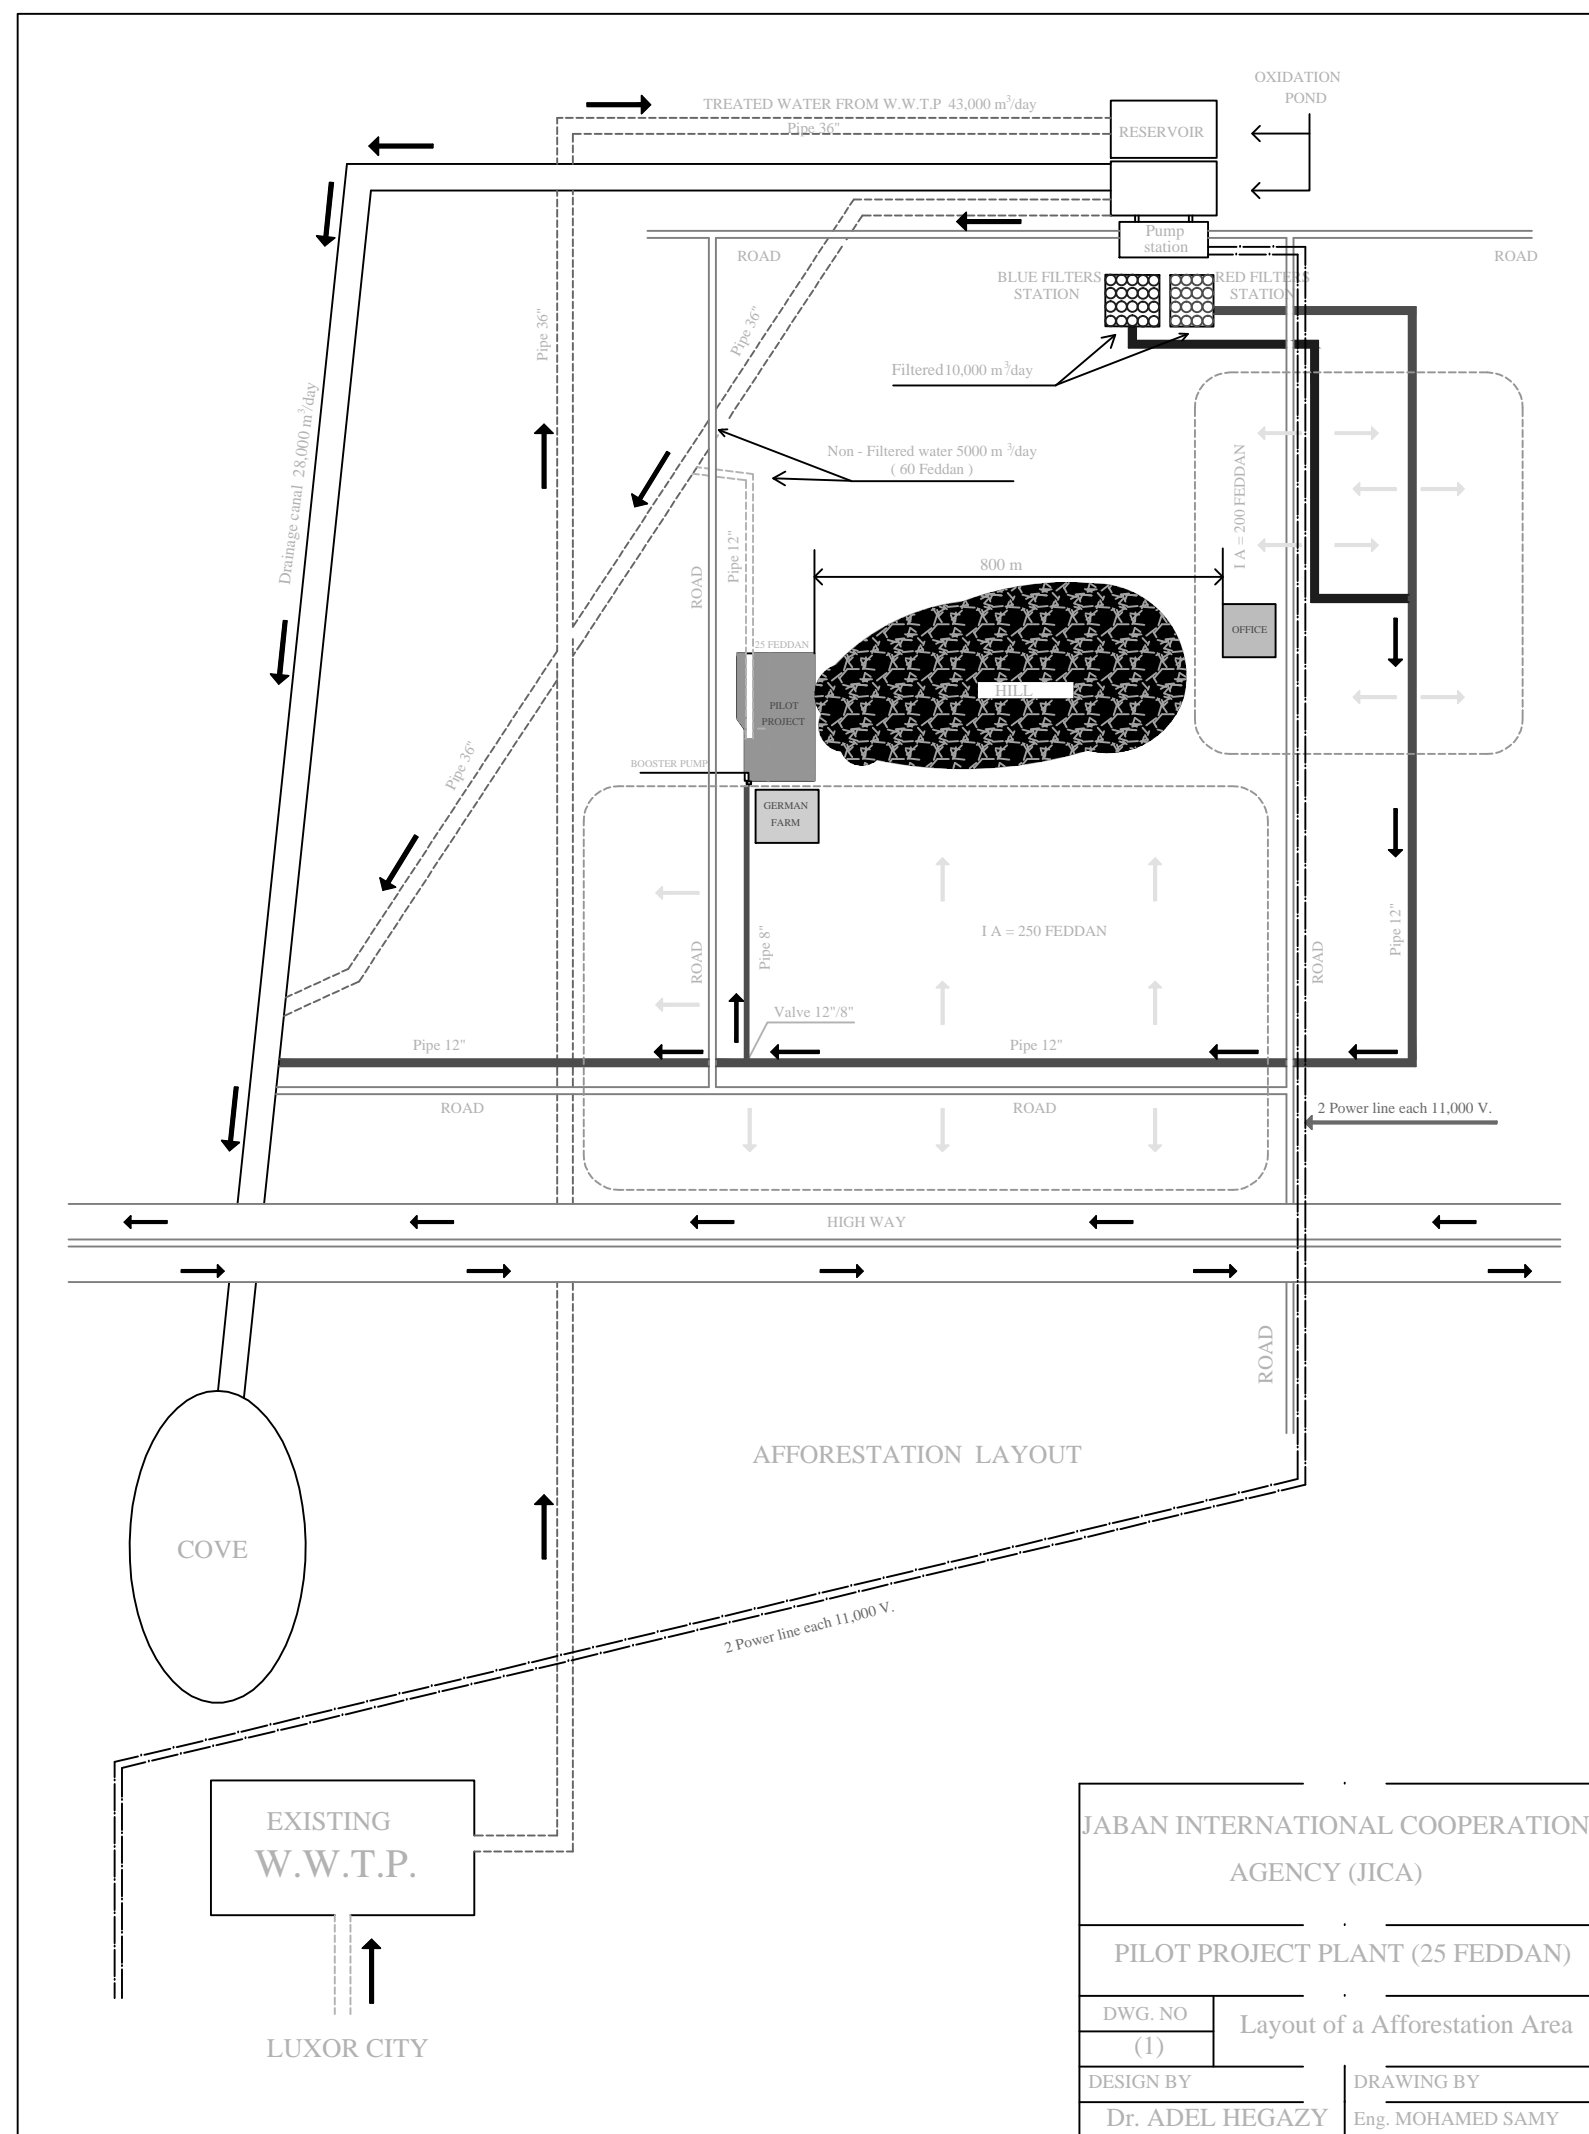 OXIDATION
POND
TREATED WATER FROM W.W.T.P 43,000 m³/day
Pipe 36"
RESERVOIR
Pump
station
ROAD
ROAD
BLUE FILTERS
STATION
RED FILTERS
STATION
Pipe 36"
Pipe 36"
Filtered 10,000 m³/day
Drainage canal 28,000 m³/day
Non - Filtered water 5000 m³/day
( 60 Feddan )
I A = 200 FEDDAN
Pipe 12"
ROAD
800 m
OFFICE
25 FEDDAN
HILL
PILOT
PROJECT
Pipe 36"
BOOSTER PUMP
GERMAN
FARM
I A = 250 FEDDAN
ROAD
Pipe 8"
ROAD
Pipe 12"
Valve 12"/8"
Pipe 12"
Pipe 12"
ROAD
ROAD
2 Power line each 11,000 V.
HIGH WAY
ROAD
AFFORESTATION LAYOUT
COVE
2 Power line each 11,000 V.
EXISTING
W.W.T.P.
LUXOR CITY
JABAN INTERNATIONAL COOPERATION
AGENCY (JICA)
PILOT PROJECT PLANT (25 FEDDAN)
DWG. NO
(1)
Layout of a Afforestation Area
DESIGN BY
DRAWING BY
Dr. ADEL HEGAZY
Eng. MOHAMED SAMY